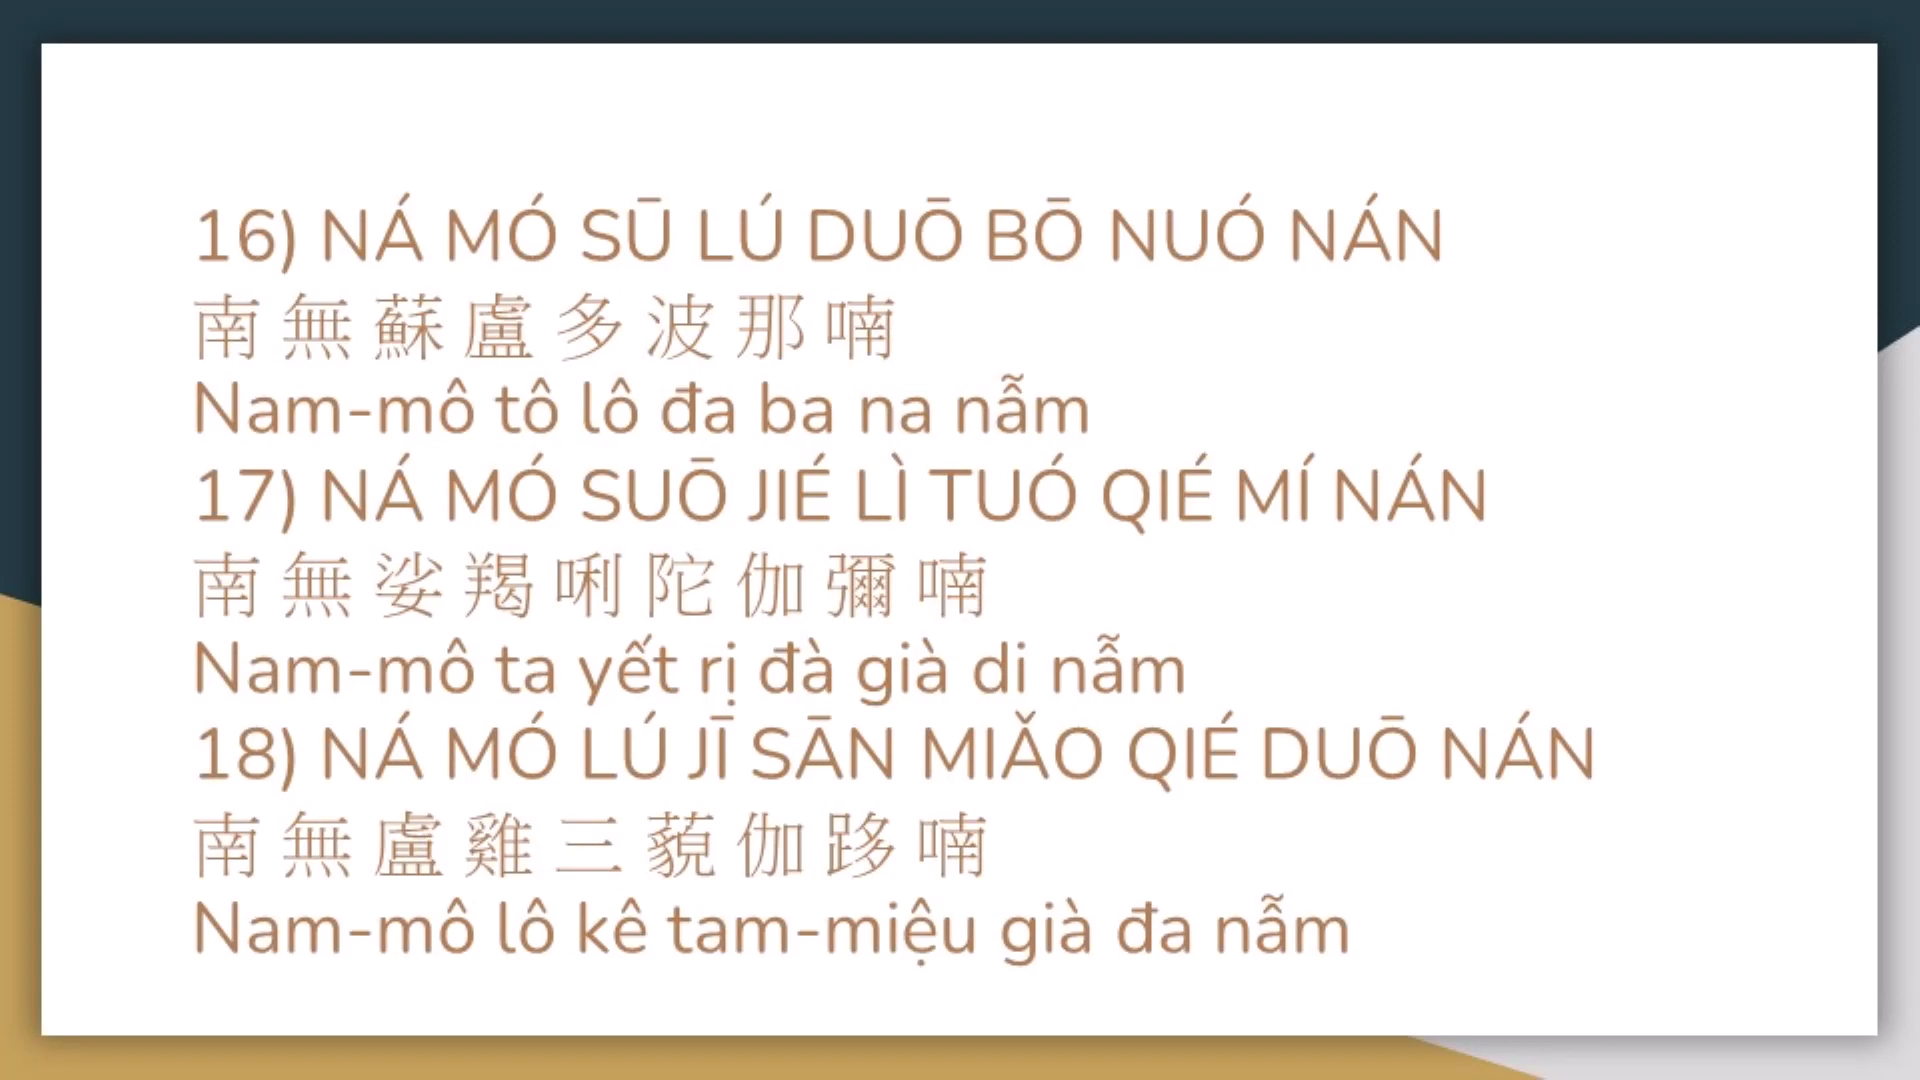 16) NÁ MÓ SŪ LÚ DUŌ BŌ NUÓ NÁN
南 無 蘇 盧 多 波 那 喃
Nam-mô tô lô đa ba na nẫm
17) NÁ MÓ SUŌ JIÉ LÌ TUÓ QIÉ MÍ NÁN
南 無 娑 羯 唎 陀 伽 彌 喃
Nam-mô ta yết rị đà già di nẫm
18) NÁ MÓ LÚ JĪ SĀN MIǍO QIÉ DUŌ NÁN
南 無 盧 雞 三 藐 伽 跢 喃
Nam-mô lô kê tam-miệu già đa nẫm